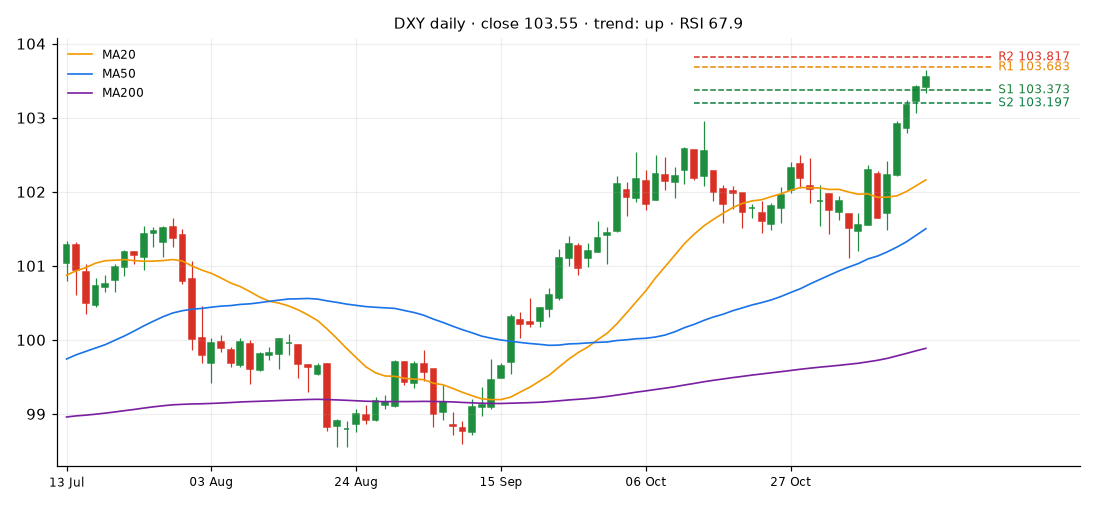 DXY daily · close 103.55 · trend: up · RSI 67.9
MA20
MA50
MA200
R2 103.817
R1 103.683
S1 103.373
S2 103.197
104
103
102
101
100
99
13 Jul
03 Aug
24 Aug
15 Sep
06 Oct
27 Oct